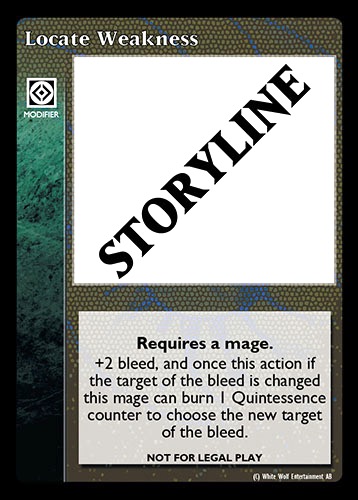 Locate Weakness
MODIFIER
STORYLINE
Requires a mage.
+2 bleed, and once this action if
the target of the bleed is changed
this mage can burn 1 Quintessence
counter to choose the new target
of the bleed.
NOT FOR LEGAL PLAY
(C) White Wolf Entertainment AB